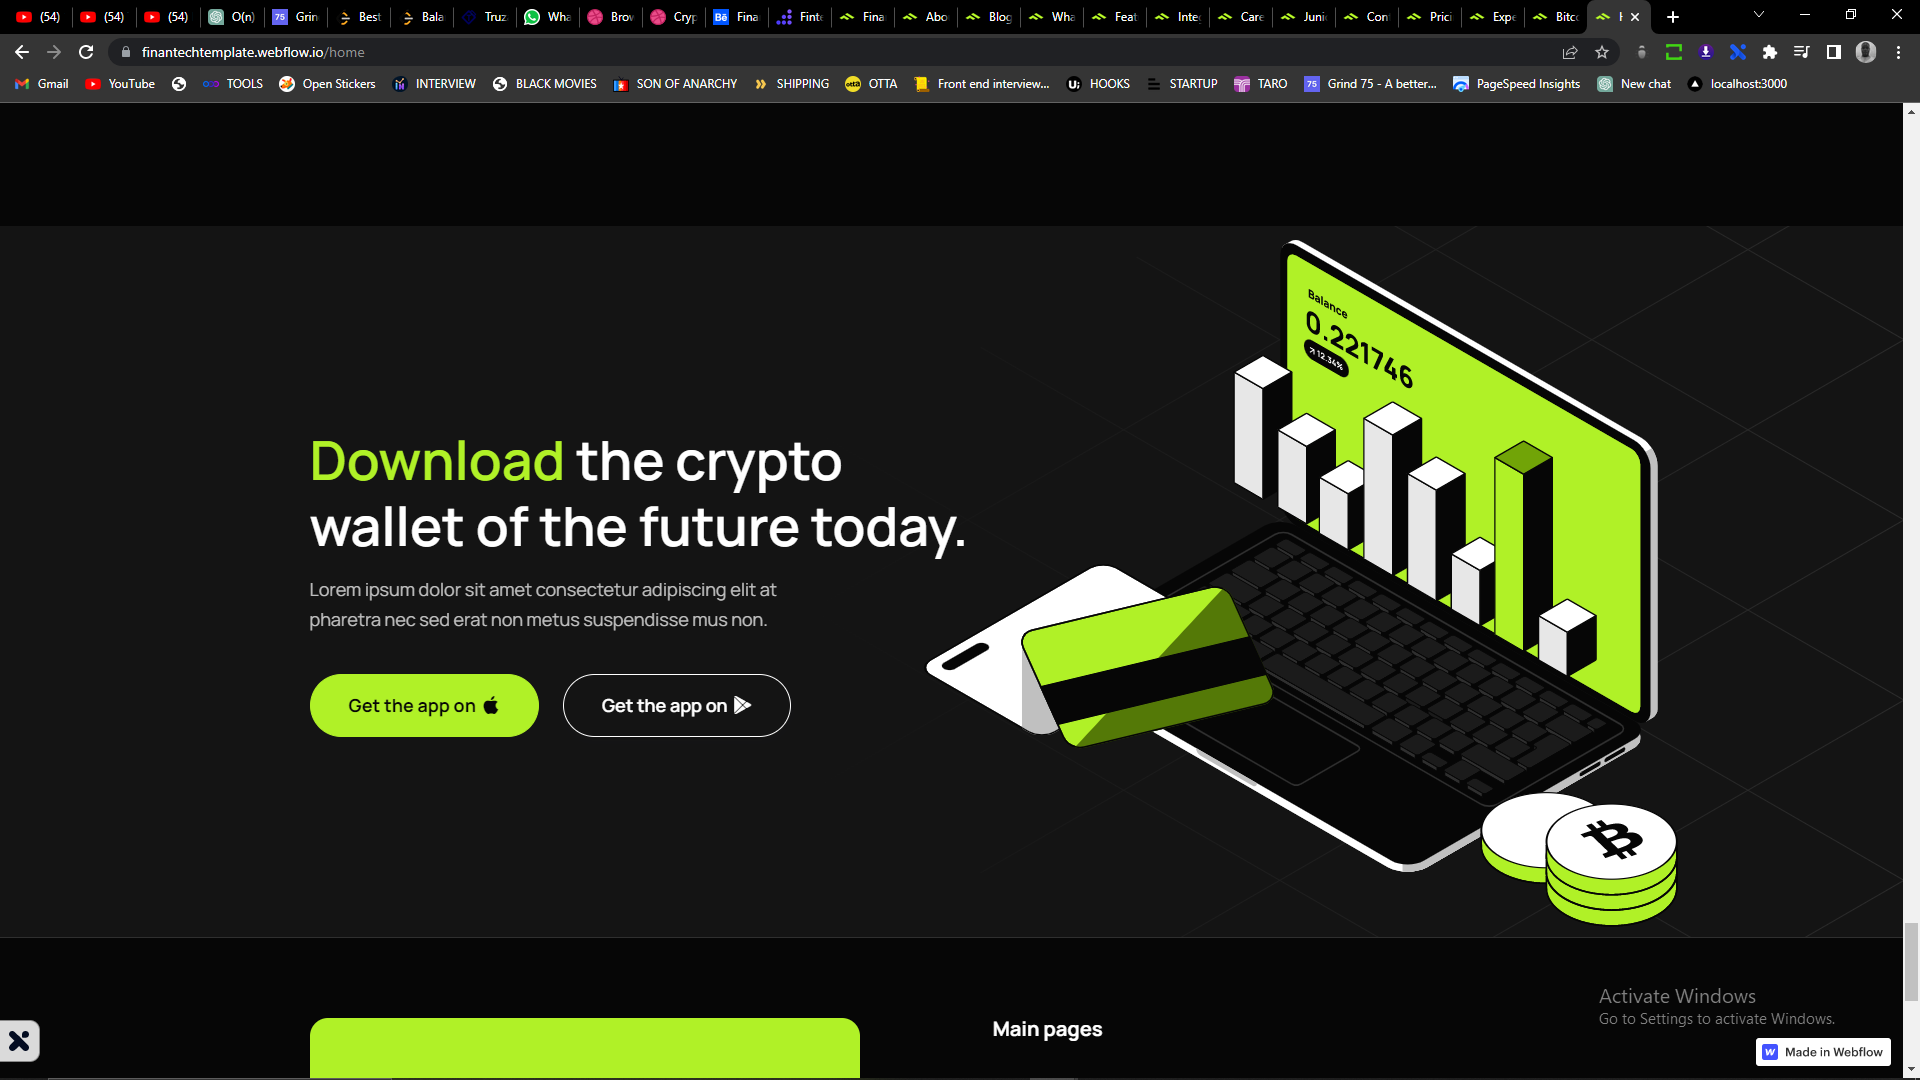 (54)
(54)
(54)
O(n)
Grin
Best
Bala
Truz
Wha
Brov
Cryp
Fina
Finte
Fina
Abo
Blog
Wha
Feat
Inte
Care
Juni
Con
Prici
Expe
Bitc
finantechtemplate.webflow.io/home
Gmail
YouTube
TOOLS
Open Stickers
INTERVIEW
BLACK MOVIES
SON OF ANARCHY
SHIPPING
OTTA
Front end interview...
HOOKS
STARTUP
TARO
Grind 75 - A better...
PageSpeed Insights
New chat
localhost:3000
Balance
0.221746
12.34%
Download the crypto
wallet of the future today.
Lorem ipsum dolor sit amet consectetur adipiscing elit at
pharetra nec sed erat non metus suspendisse mus non.
Get the app on
Get the app on
Main pages
Activate Windows
Go to Settings to activate Windows.
Made in Webflow